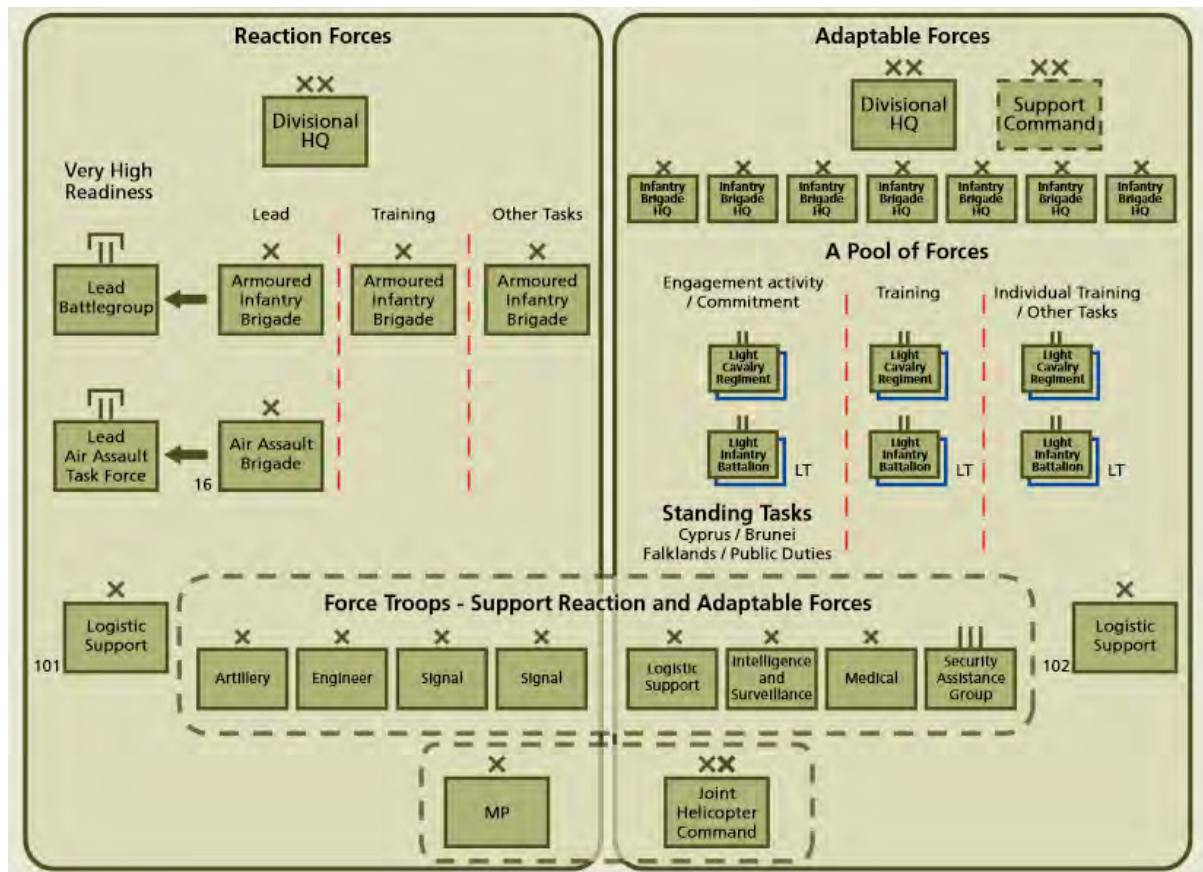 Reaction Forces
Divisional
HQ
Very High
Readiness
Lead
Training
Other Tasks
Lead
Battlegroup
Armoured
Infantry
Brigade
Armoured
Infantry
Brigade
Armoured
Infantry
Brigade
Lead
Air Assault
Task Force
16
Air Assault
Brigade
101
Logistic
Support
Adaptable Forces
Divisional
HQ
Support
Command
Infantry
Brigade
HQ
Infantry
Brigade
HQ
Infantry
Brigade
HQ
Infantry
Brigade
HQ
Infantry
Brigade
HQ
Infantry
Brigade
HQ
Infantry
Brigade
HQ
A Pool of Forces
Engagement activity
/ Commitment
Training
Individual Training
/ Other Tasks
Light
Cavalry
Regiment
Light
Cavalry
Regiment
Light
Cavalry
Regiment
Light
Infantry
Battalion
LT
Light
Infantry
Battalion
LT
Light
Infantry
Battalion
LT
Standing Tasks
Cyprus / Brunei
Falklands / Public Duties
102
Logistic
Support
Force Troops - Support Reaction and Adaptable Forces
Artillery
Engineer
Signal
Signal
Logistic
Support
Intelligence
and
Surveillance
Medical
Security
Assistance
Group
MP
Joint
Helicopter
Command